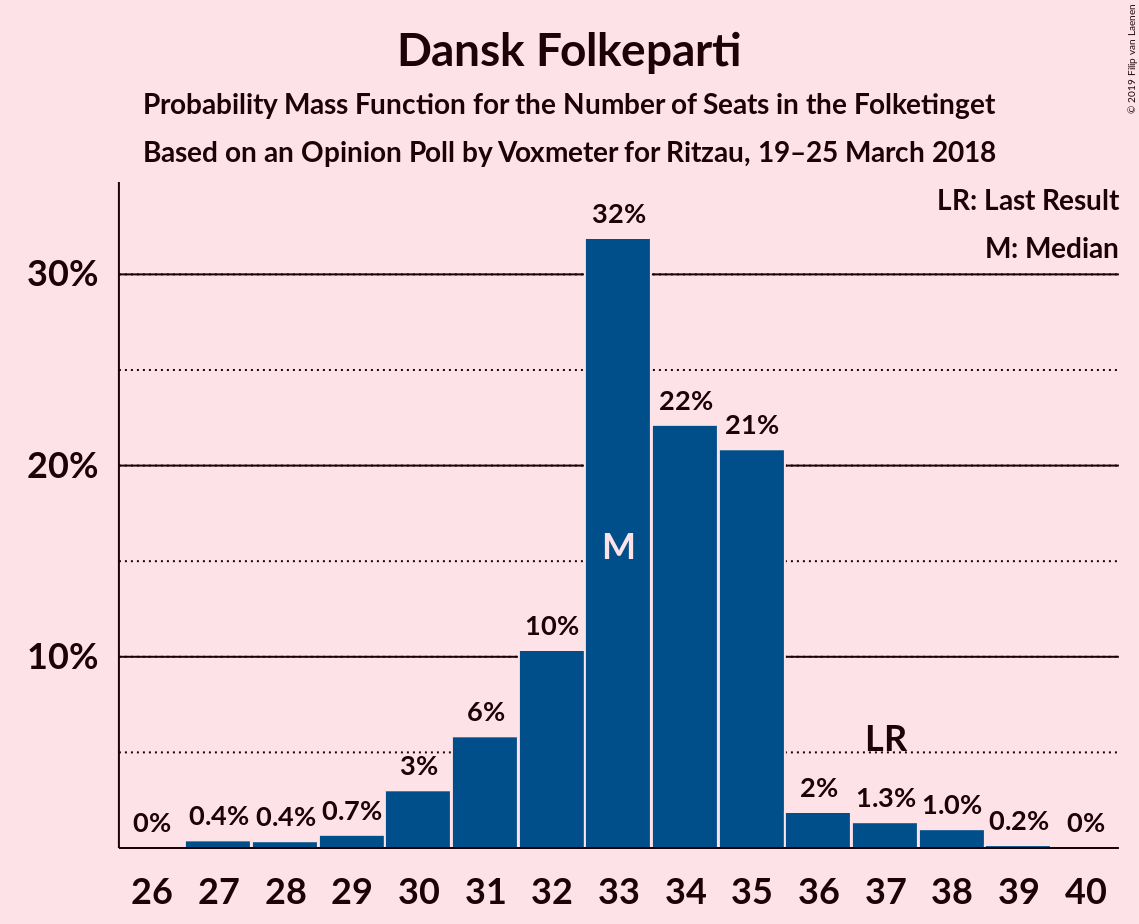 Dansk Folkeparti
Probability Mass Function for the Number of Seats in the Folketinget
Based on an Opinion Poll by Voxmeter for Ritzau, 19–25 March 2018
© 2019 Filip van Laenen
LR: Last Result
M: Median
30%
20%
10%
0%
0.4%
0.4%
0.7%
3%
6%
10%
32%
22%
21%
2%
1.3%
1.0%
0.2%
0%
M
LR
26 27 28 29 30 31 32 33 34 35 36 37 38 39 40